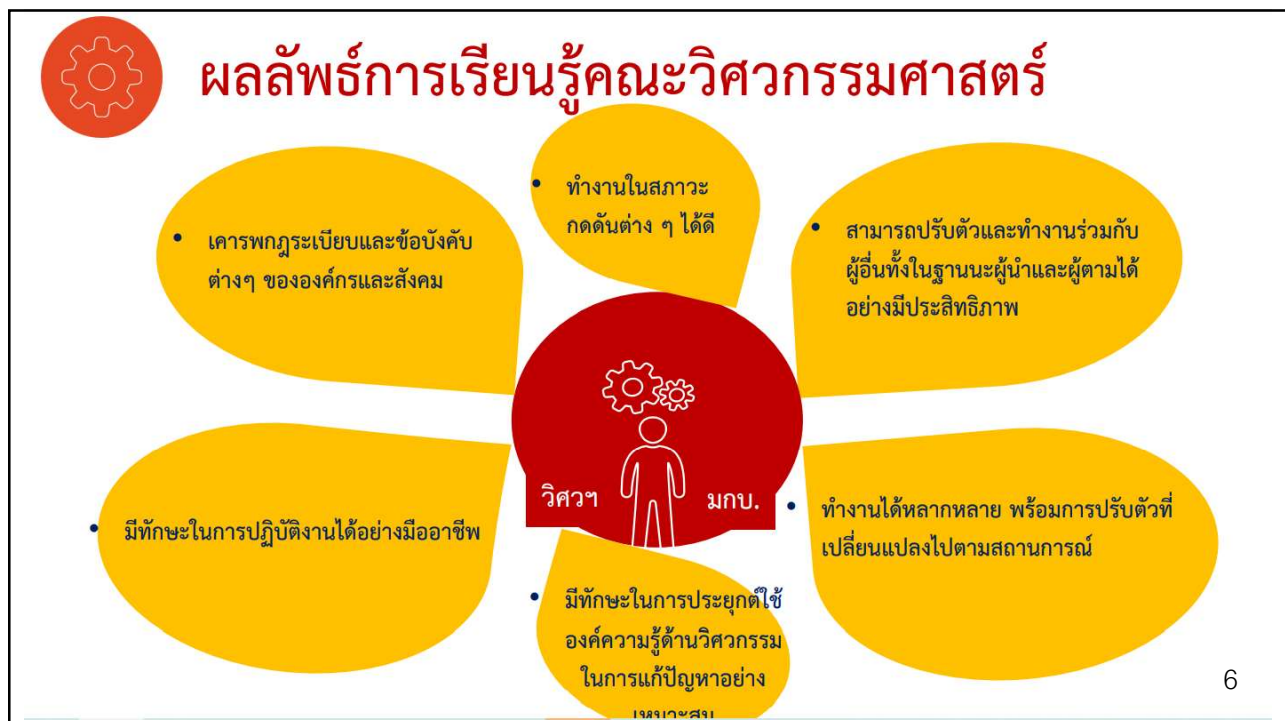 ผลลัพธ์การเรียนรู้คณะวิศวกรรมศาสตร์
• ทำงานในสภาวะ
กดดันต่าง ๆ ได้ดี
• เคารพกฎระเบียบและข้อบังคับ
ต่างๆ ขององค์กรและสังคม
• สามารถปรับตัวและทำงานร่วมกับ
ผู้อื่นทั้งในฐานนะผู้นำและผู้ตามได้
อย่างมีประสิทธิภาพ
วิศวฯ
มกบ.
• มีทักษะในการปฏิบัติงานได้อย่างมืออาชีพ
• ทำงานได้หลากหลาย พร้อมการปรับตัวที่
เปลี่ยนแปลงไปตามสถานการณ์
• มีทักษะในการประยุกต์ใช้
องค์ความรู้ด้านวิศวกรรม
ในการแก้ปัญหาอย่าง
เหมาะสม
6